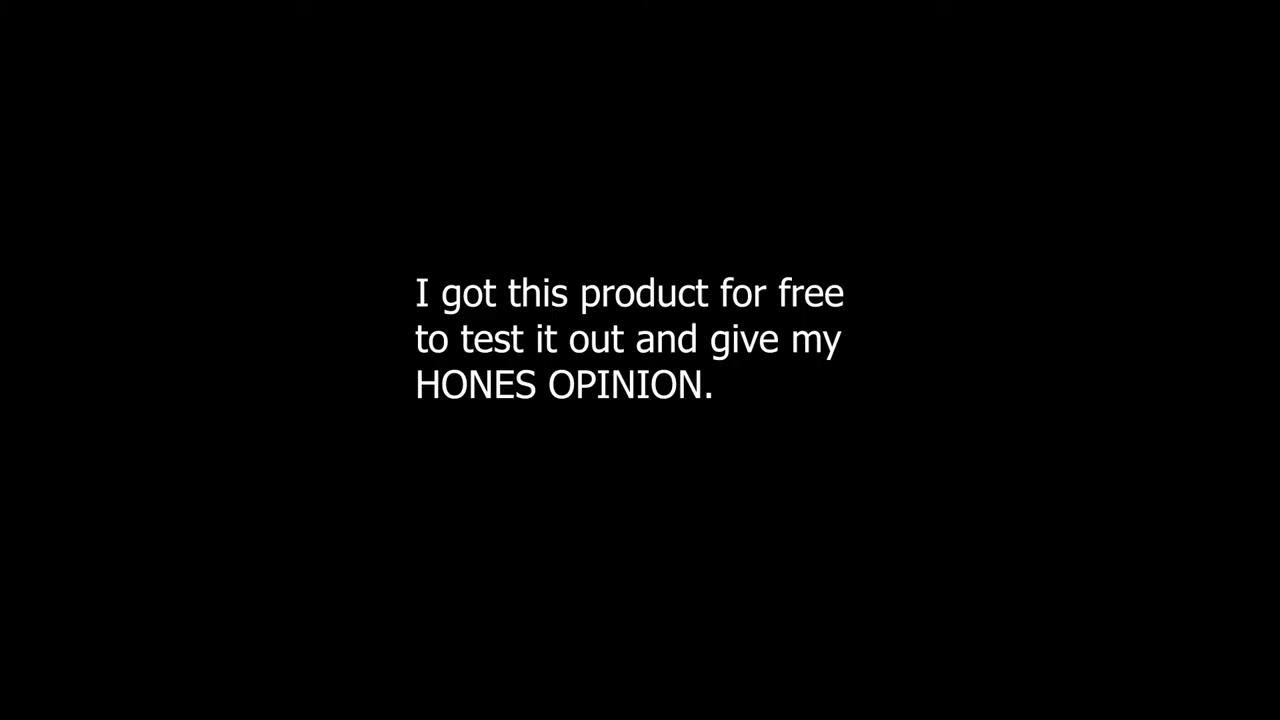 I got this product for free
to test it out and give my
HONES OPINION.